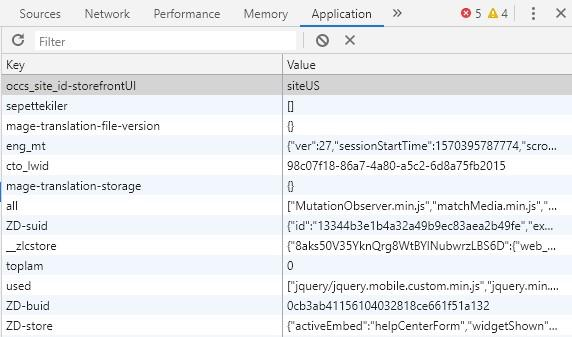 Sources Performance Memory Application » 5 4
Filter
Key Value
occs_site_id-storefrontUI siteUS
sepettekiler []
mage-translation-file-version {}
eng_mt {"ver":27,"sessionStartTime":1570395787774,"scro...
cto_lwid 98c07f18-86a7-4a80-a5c2-6d8a75fb2015
mage-translation-storage {}
all ["MutationObserver.min.js","matchMedia.min.js","...
ZD-suid {"id":"13344b3e1b4a32a49b9ec83aea2b49fe","ex...
__zlcstore {"8aks50V35YknQrg8WtBYlNubwrzLBS6D":{"web_...
toplam 0
used ["jquery/jquery.mobile.custom.min.js","jquery.min....
ZD-buid 0cb3ab41156104032818ce661f51a132
ZD-store {"activeEmbed":"helpCenterForm","widgetShown"...